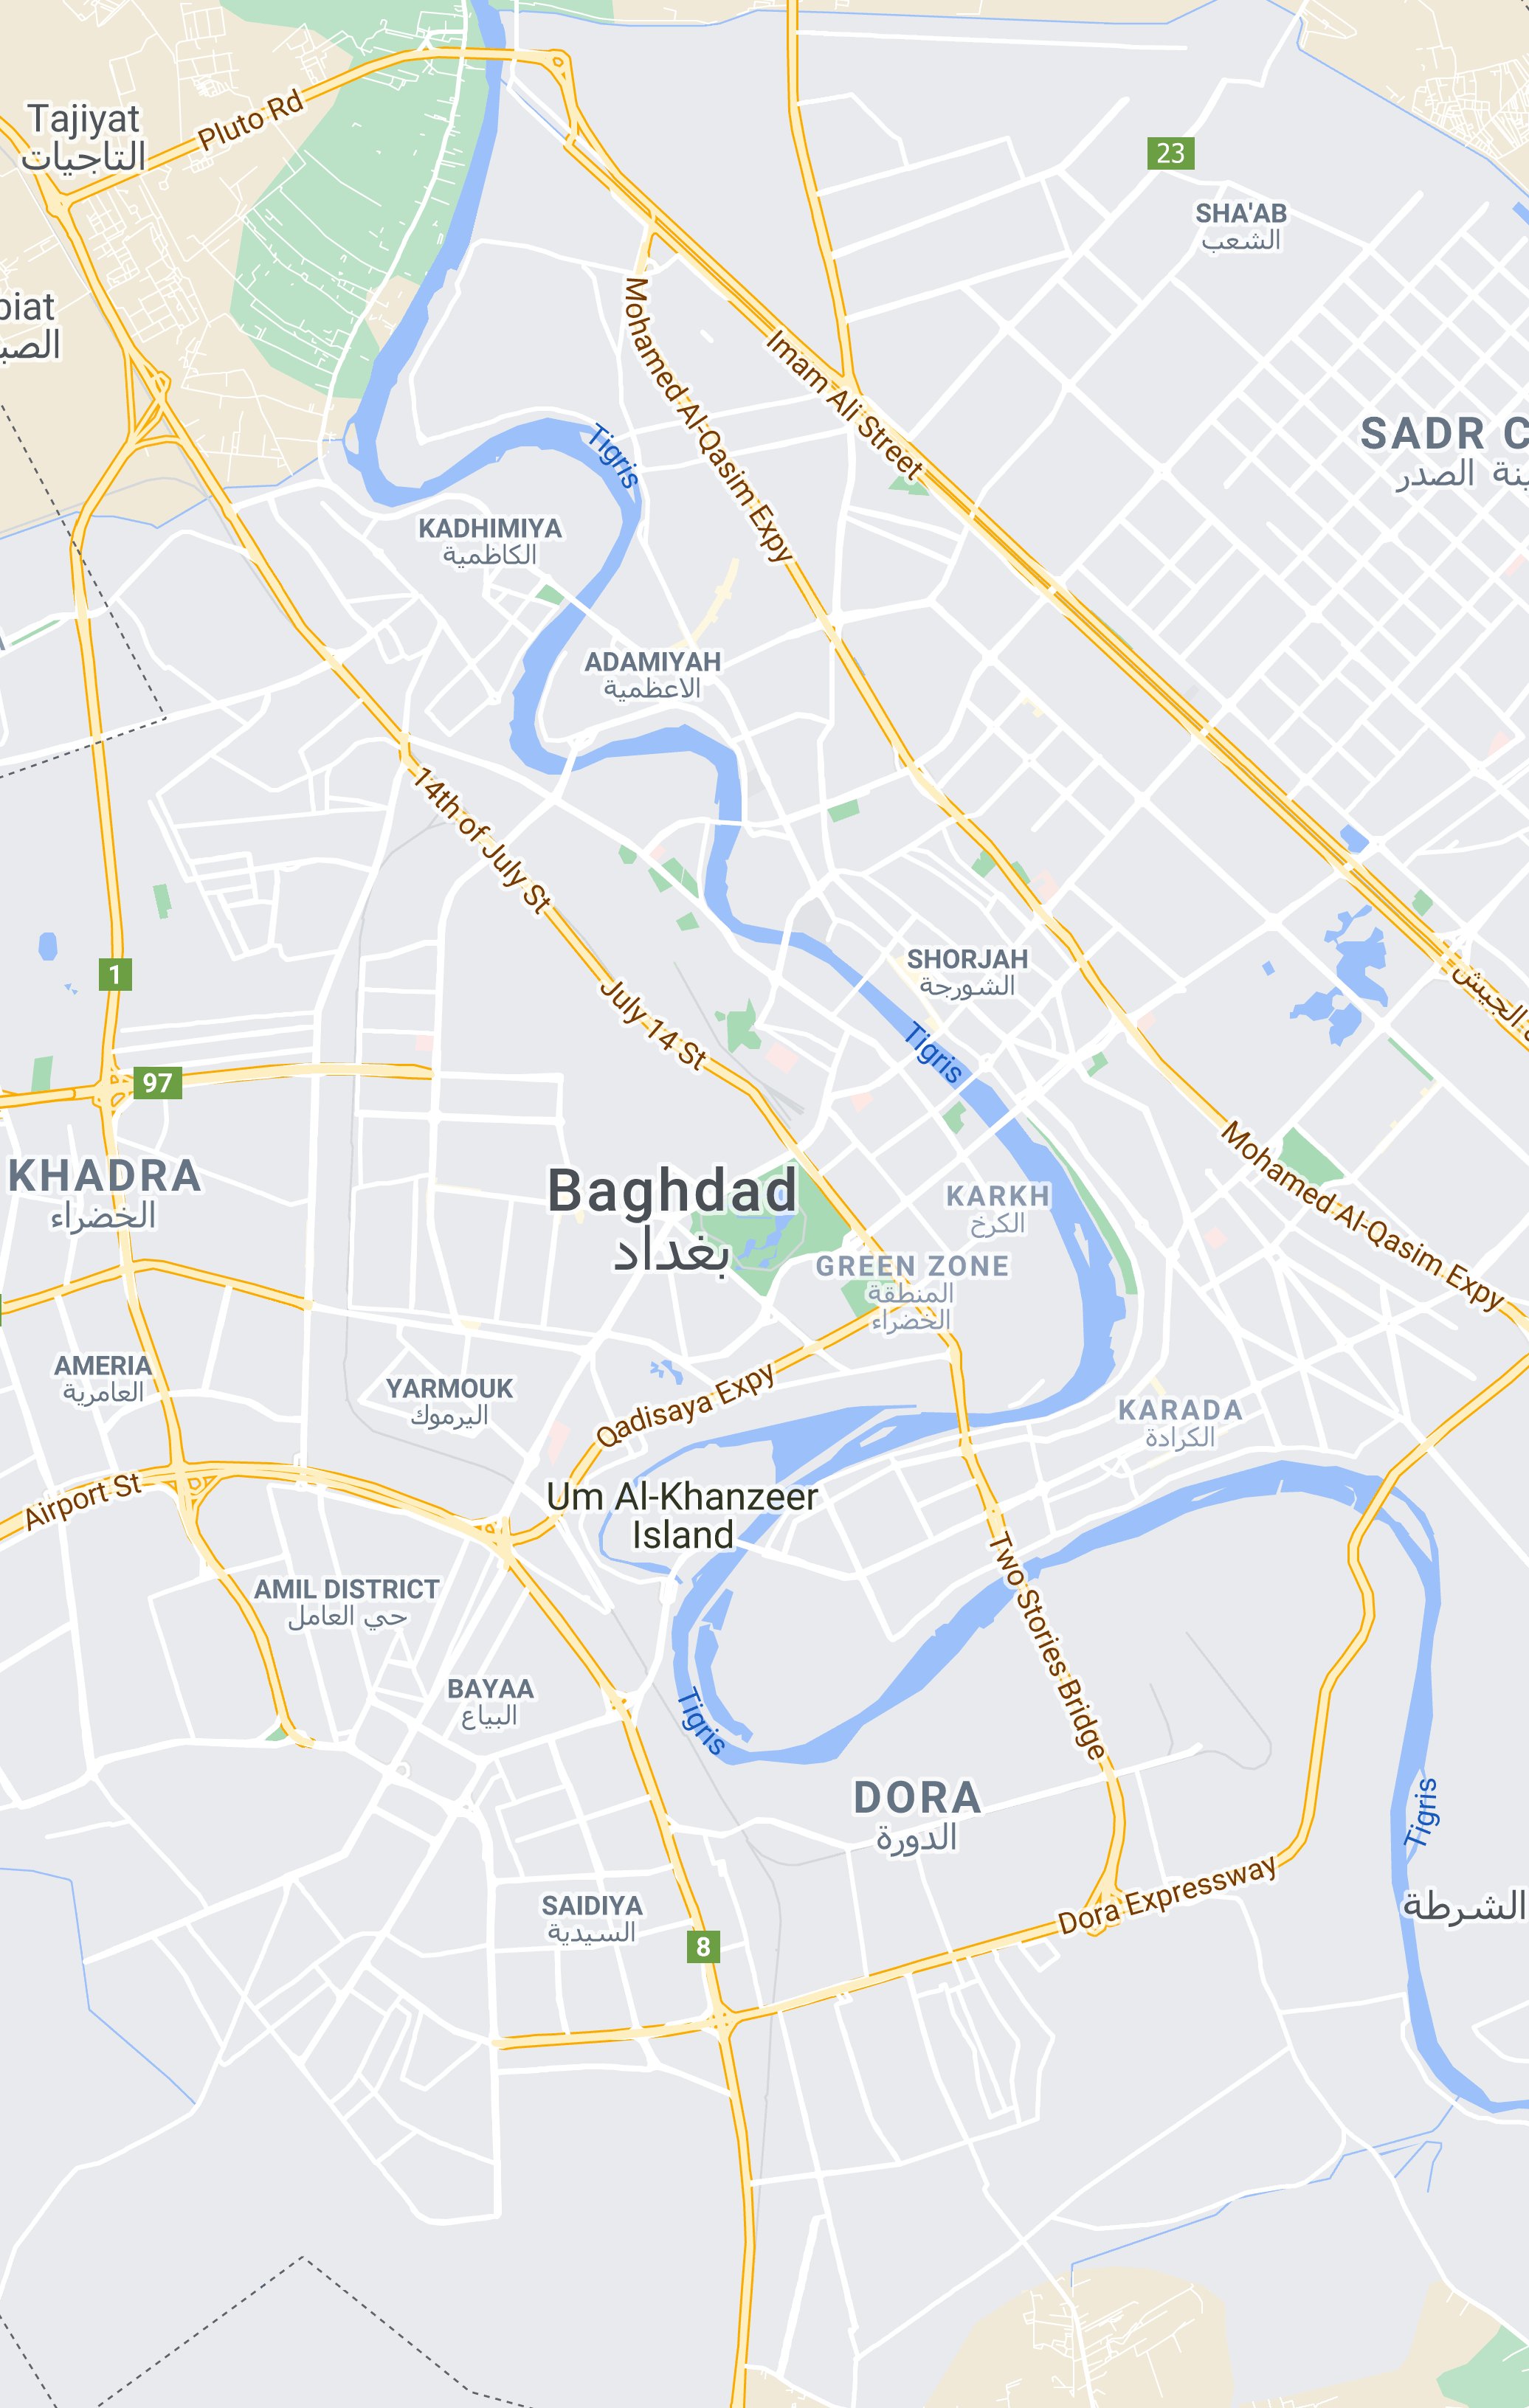 Pluto Rd
Tajiyat
التاجيات
23
SHA'AB
الشعب
biat
Mohamed Al-Qasim Expy
Imam Ali Street
SADR C
Tigris
KADHIMIYA
الكاظمية
ADAMIYAH
الاعظمية
14th of July St
SHORJAH
الشورجة
1
July 14 St
Tigris
97
الجيش
KHADRA
الخضراء
Baghdad
بغداد
KARKH
الكرخ
Mohamed Al-Qasim Expy
GREEN ZONE
المنطقة
الخضراء
AMERIA
العامرية
YARMOUK
اليرموك
Qadisaya Expy
KARADA
الكرادة
Airport St
Um Al-Khanzeer
Island
Two Stories Bridge
AMIL DISTRICT
حي العامل
BAYAA
البياع
Tigris
DORA
الدورة
Tigris
Dora Expressway
SAIDIYA
السيدية
الشرطة
8